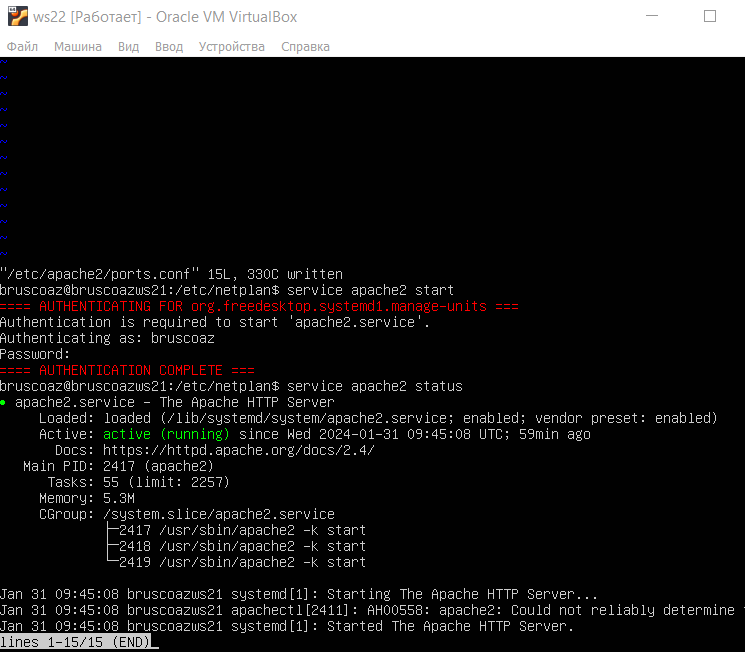 ws22 [Работает] - Oracle VM VirtualBox
Файл Машина Вид Ввод Устройства Справка
~
~
~
~
~
~
~
~
~
~
~
~
~
"/etc/apache2/ports.conf" 15L, 330C written
bruscoaz@bruscoazws21:/etc/netplan$ service apache2 start
==== AUTHENTICATING FOR org.freedesktop.systemd1.manage-units ===
Authentication is required to start 'apache2.service'.
Authenticating as: bruscoaz
Password:
==== AUTHENTICATION COMPLETE ===
bruscoaz@bruscoazws21:/etc/netplan$ service apache2 status
● apache2.service - The Apache HTTP Server
Loaded: loaded (/lib/systemd/system/apache2.service; enabled; vendor preset: enabled)
Active: active (running) since Wed 2024-01-31 09:45:08 UTC; 59min ago
Docs: https://httpd.apache.org/docs/2.4/
Main PID: 2417 (apache2)
Tasks: 55 (limit: 2257)
Memory: 5.3M
CGroup: /system.slice/apache2.service
├─2417 /usr/sbin/apache2 -k start
├─2418 /usr/sbin/apache2 -k start
└─2419 /usr/sbin/apache2 -k start
Jan 31 09:45:08 bruscoazws21 systemd[1]: Starting The Apache HTTP Server...
Jan 31 09:45:08 bruscoazws21 apachectl[2411]: AH00558: apache2: Could not reliably determine
Jan 31 09:45:08 bruscoazws21 systemd[1]: Started The Apache HTTP Server.
lines 1-15/15 (END)